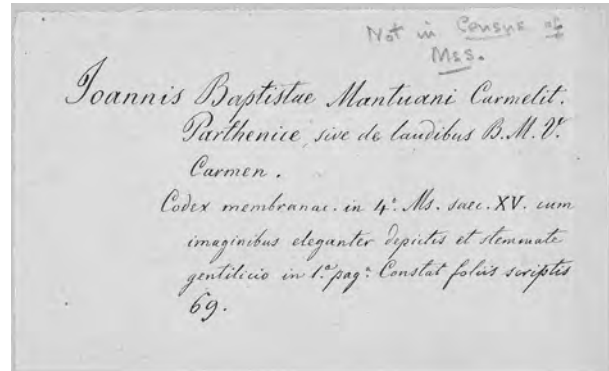 Not in Census of
Mss.
Joannis Baptistae Mantuani Carmelit.
Parthenice, sive de laudibus B. M. V.
Carmen.
Codex membranac. in 4.º Ms. saec. XV. cum
imaginibus eleganter depictis et stemmate
gentilicio in 1.ª pag.ª Constat foliis scriptis
69.